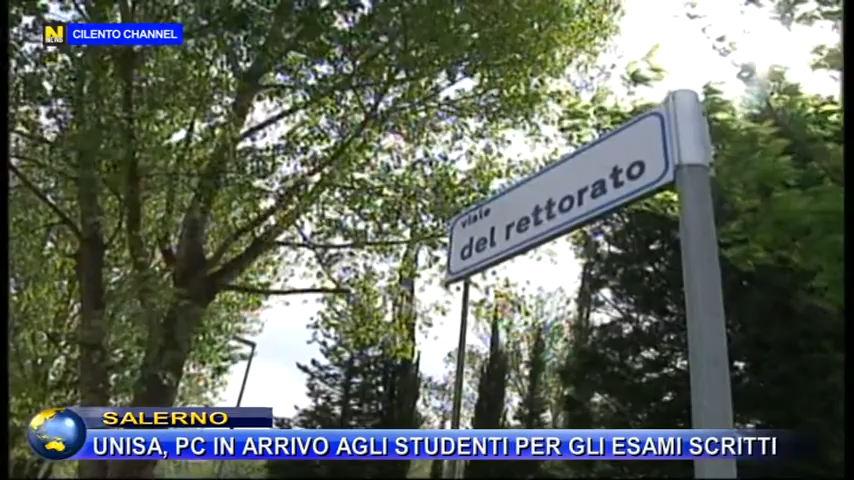 CILENTO CHANNEL
viale
del rettorato
SALERNO
UNISA, PC IN ARRIVO AGLI STUDENTI PER GLI ESAMI SCRITTI